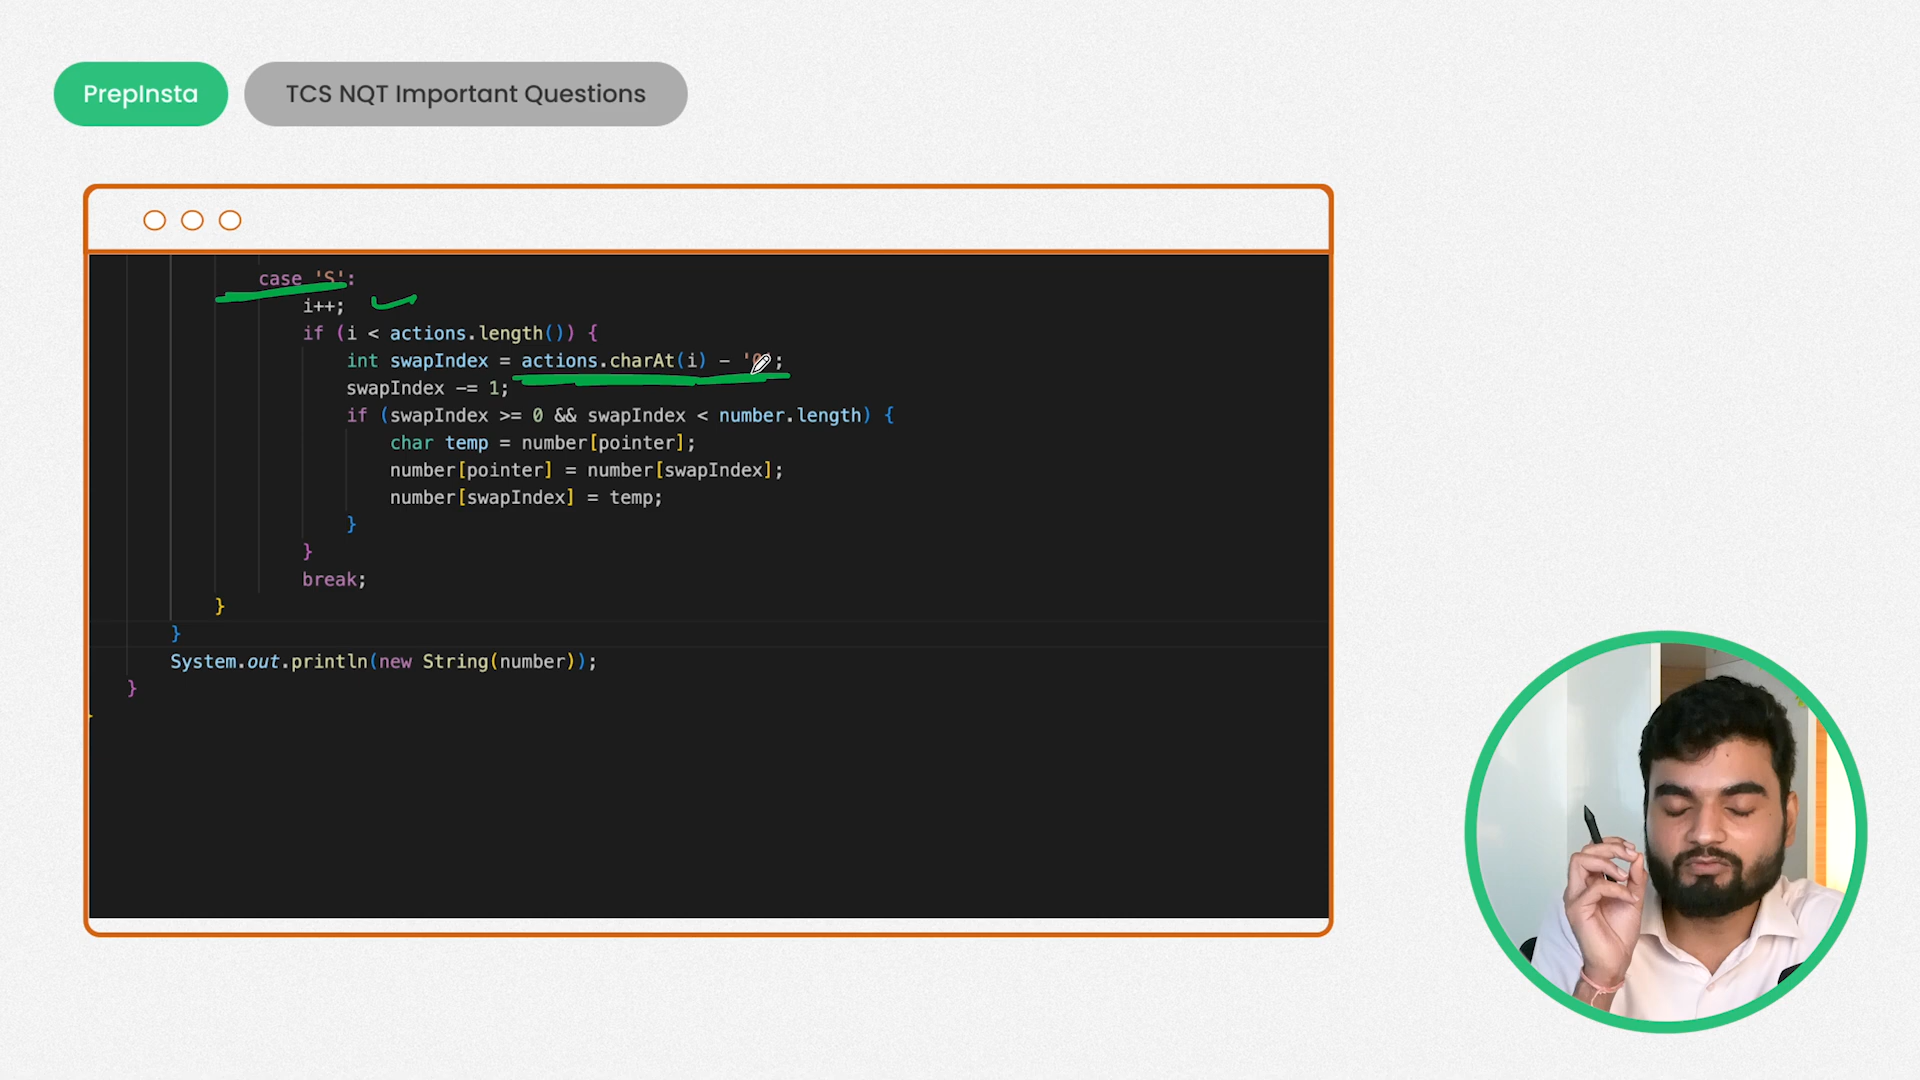 PrepInsta
TCS NQT Important Questions
case 'S':
i++;
if (i < actions.length()) {
int swapIndex = actions.charAt(i) - ' ;
swapIndex -= 1;
if (swapIndex >= 0 && swapIndex < number.length) {
char temp = number[pointer];
number[pointer] = number[swapIndex];
number[swapIndex] = temp;
}
}
break;
}
}
System.out.println(new String(number));
}